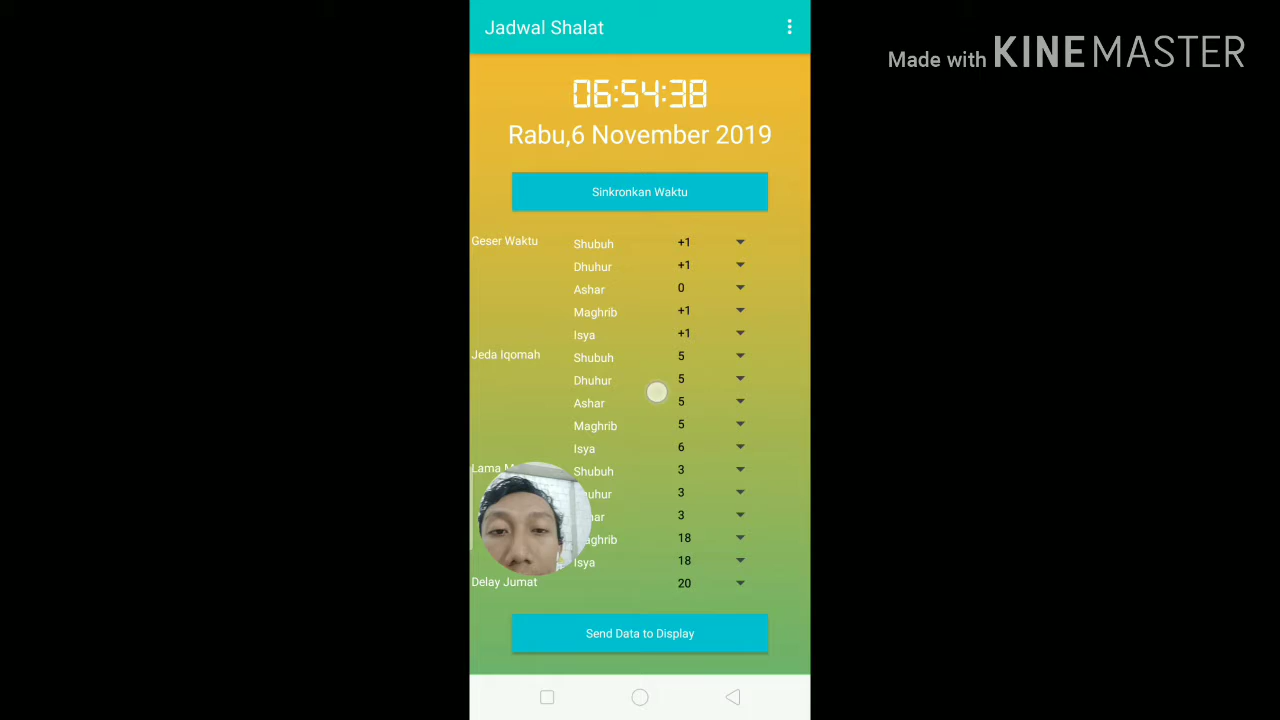 Jadwal Shalat
Made with KINEMASTER
06:54:38
Rabu,6 November 2019
Sinkronkan Waktu
Geser Waktu Shubuh +1
Dhuhur +1
Ashar 0
Maghrib +1
Isya +1
Jeda Iqomah Shubuh 5
Dhuhur 5
Ashar 5
Maghrib 5
Isya 6
Lama Shubuh 3
3
3
18
Isya 18
Delay Jumat 20
Send Data to Display